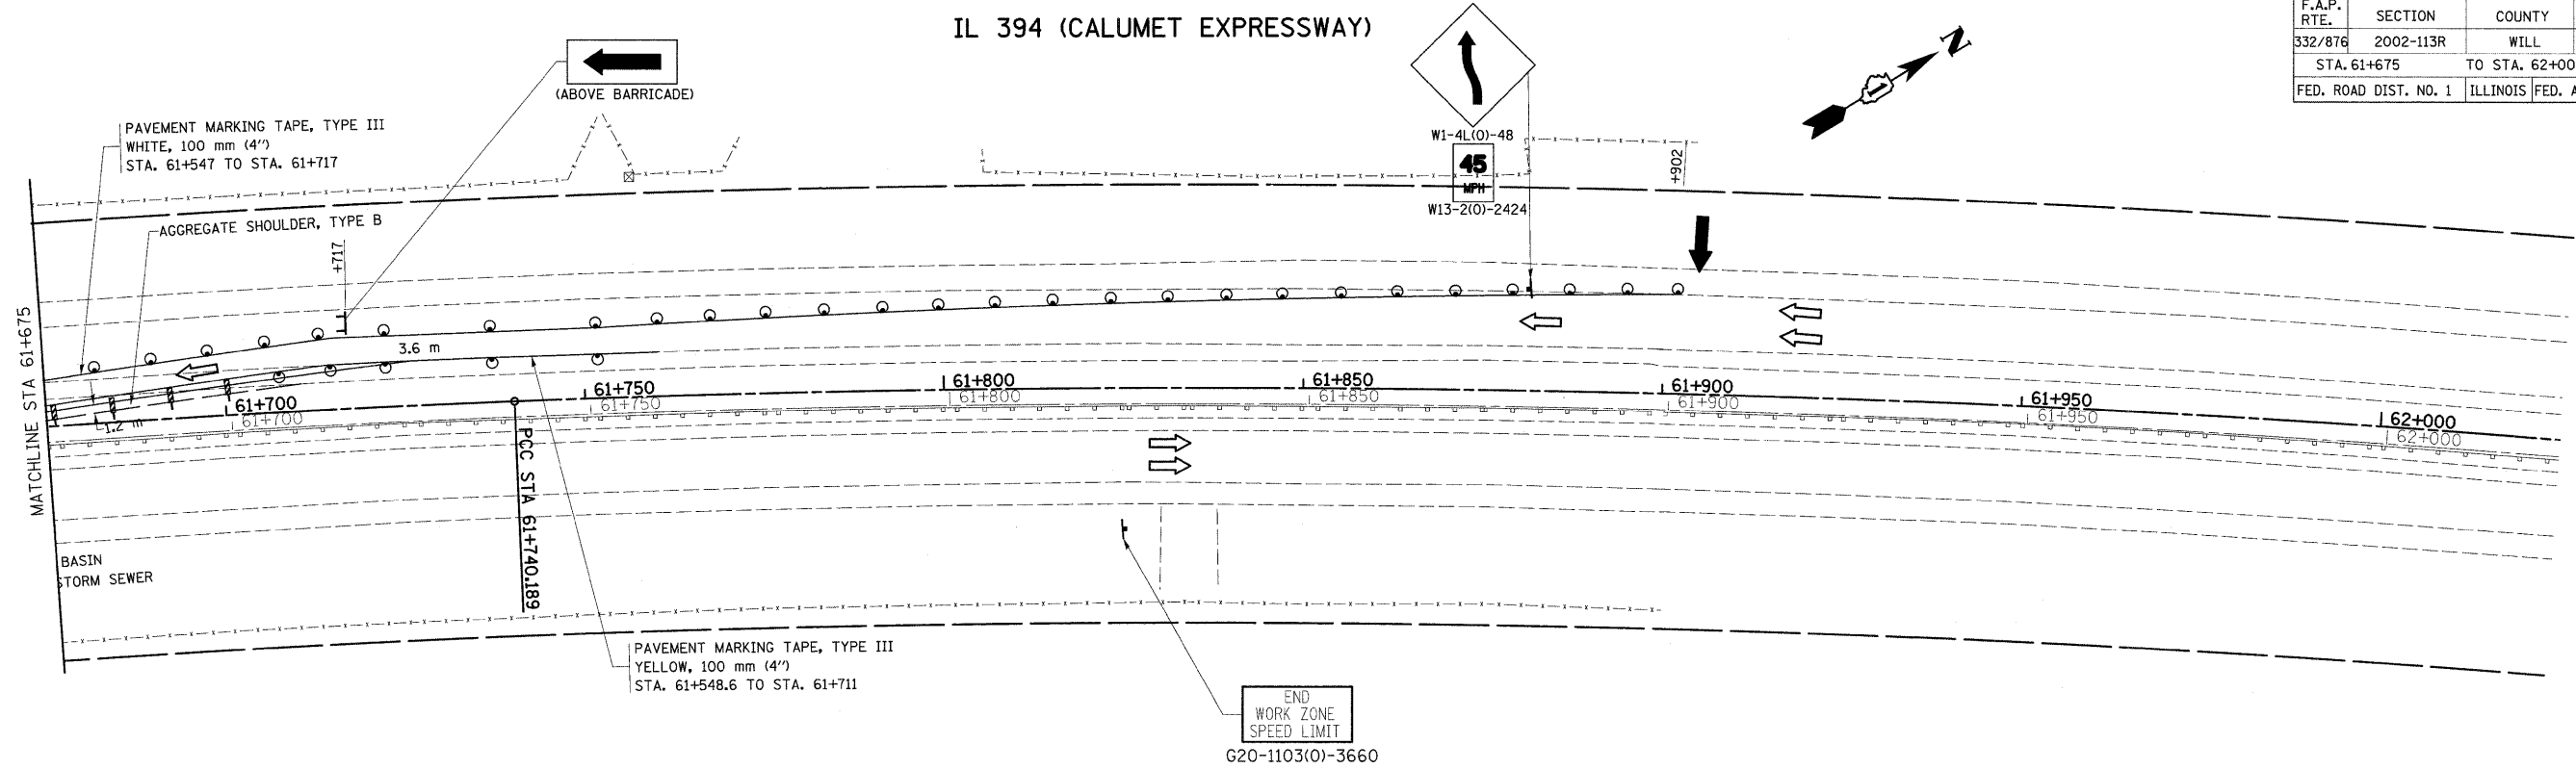 IL 394 (CALUMET EXPRESSWAY)
F.A.P.
RTE.
SECTION
COUNTY
332/876
2002-113R
WILL
STA. 61+675
TO STA. 62+00
FED. ROAD DIST. NO. 1
ILLINOIS
FED. A
N
1
(ABOVE BARRICADE)
W1-4L(O)-48
45
MPH
W13-2(O)-2424
+902
PAVEMENT MARKING TAPE, TYPE III
WHITE, 100 mm (4")
STA. 61+547 TO STA. 61+717
AGGREGATE SHOULDER, TYPE B
+717
MATCHLINE STA 61+675
3.6 m
1.2 m
61+700
61+700
61+750
61+750
61+800
61+800
61+850
61+850
61+900
61+900
61+950
61+950
62+000
62+000
PCC STA 61+740.189
BASIN
STORM SEWER
PAVEMENT MARKING TAPE, TYPE III
YELLOW, 100 mm (4")
STA. 61+548.6 TO STA. 61+711
END
WORK ZONE
SPEED LIMIT
G20-1103(O)-3660